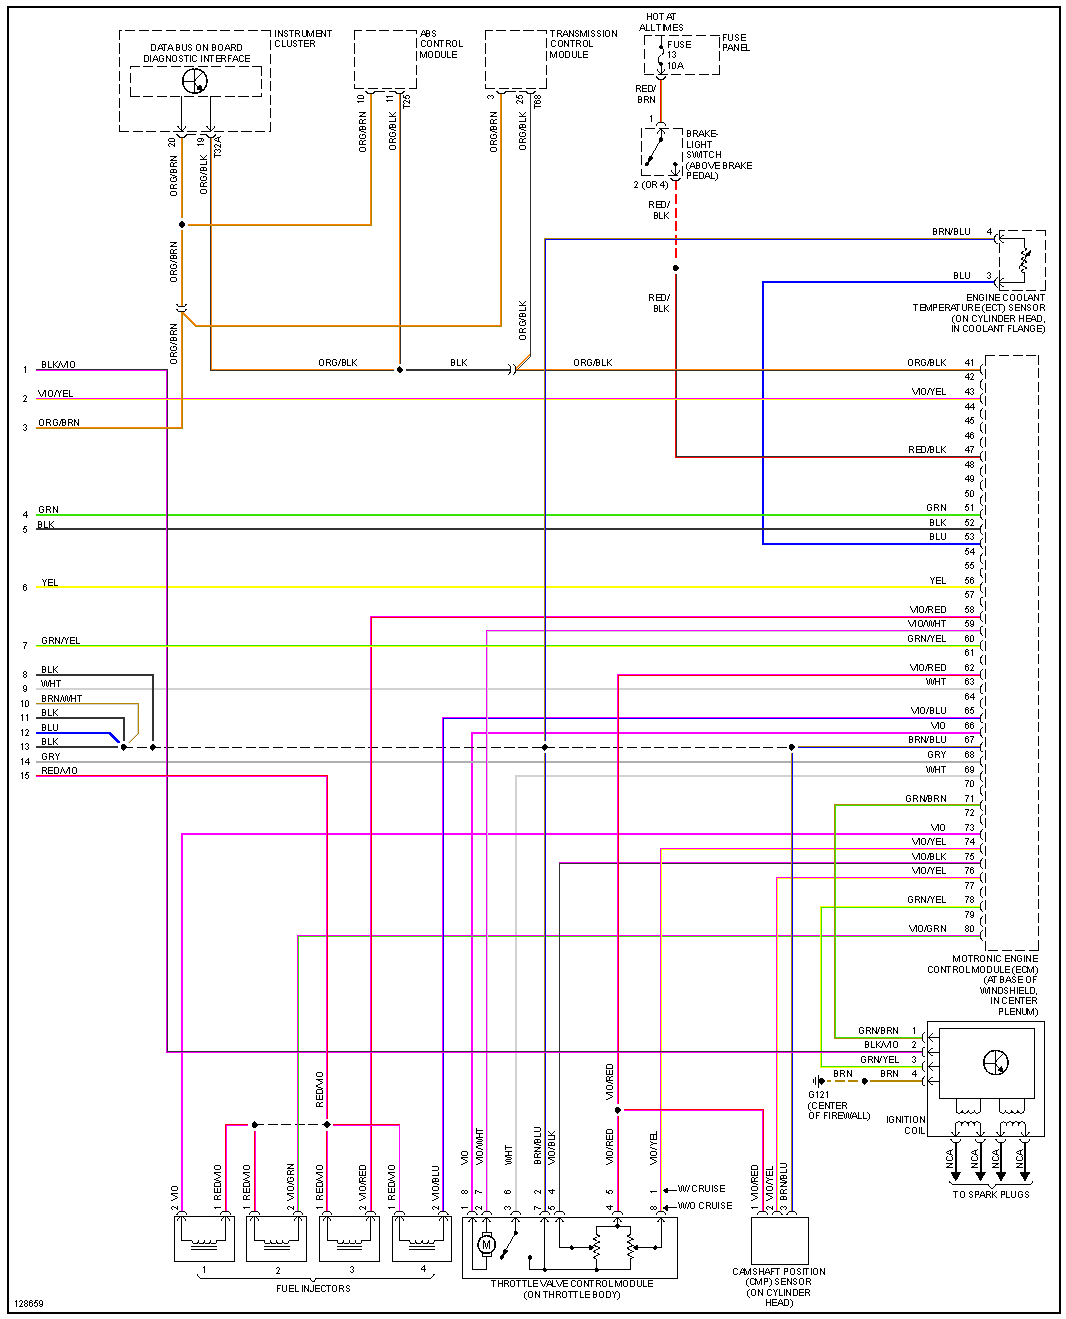 HOT AT
ALL TIMES
DATA BUS ON BOARD
DIAGNOSTIC INTERFACE
INSTRUMENT
CLUSTER
ABS
CONTROL
MODULE
TRANSMISSION
CONTROL
MODULE
FUSE
13
10A
FUSE
PANEL
20
19
T32A
10
11
T25
3
25
T68
RED/
BRN
1
ORG/BRN
ORG/BLK
ORG/BRN
ORG/BLK
ORG/BRN
ORG/BLK
BRAKE-
LIGHT
SWITCH
(ABOVE BRAKE
PEDAL)
2 (OR 4)
RED/
BLK
ORG/BRN
RED/
BLK
ORG/BRN
ORG/BLK
BRN/BLU 4
BLU 3
ENGINE COOLANT
TEMPERATURE (ECT) SENSOR
(ON CYLINDER HEAD,
IN COOLANT FLANGE)
1 BLK/VIO
ORG/BLK
BLK
ORG/BLK
ORG/BLK 41
42
2 VIO/YEL
VIO/YEL 43
44
3 ORG/BRN
45
46
RED/BLK 47
48
49
50
4 GRN
GRN 51
5 BLK
BLK 52
BLU 53
54
55
6 YEL
YEL 56
57
VIO/RED 58
VIO/WHT 59
7 GRN/YEL
GRN/YEL 60
61
8 BLK
VIO/RED 62
9 WHT
WHT 63
10 BRN/WHT
64
11 BLK
VIO/BLU 65
12 BLU
VIO 66
13 BLK
BRN/BLU 67
14 GRY
GRY 68
15 RED/VIO
WHT 69
70
GRN/BRN 71
72
VIO 73
VIO/YEL 74
VIO/BLK 75
VIO/YEL 76
77
GRN/YEL 78
79
VIO/GRN 80
MOTRONIC ENGINE
CONTROL MODULE (ECM)
(AT BASE OF
WINDSHIELD,
IN CENTER
PLENUM)
GRN/BRN 1
BLK/VIO 2
GRN/YEL 3
BRN
BRN 4
G121
(CENTER
OF FIREWALL)
IGNITION
COIL
NCA
NCA
NCA
NCA
TO SPARK PLUGS
RED/VIO
VIO/RED
2 VIO
1 RED/VIO
1 RED/VIO
2 VIO/GRN
1 RED/VIO
2 VIO/RED
1 RED/VIO
2 VIO/BLU
VIO
VIO/WHT
WHT
BRN/BLU
VIO/BLK
VIO/RED
VIO/YEL
8 7 6 2 4 5 1 W/ CRUISE
1 2 3 7 5 4 8 W/O CRUISE
1 VIO/RED
2 VIO/YEL
3 BRN/BLU
M
1
2
3
4
FUEL INJECTORS
THROTTLE VALVE CONTROL MODULE
(ON THROTTLE BODY)
CAMSHAFT POSITION
(CMP) SENSOR
(ON CYLINDER
HEAD)
128659